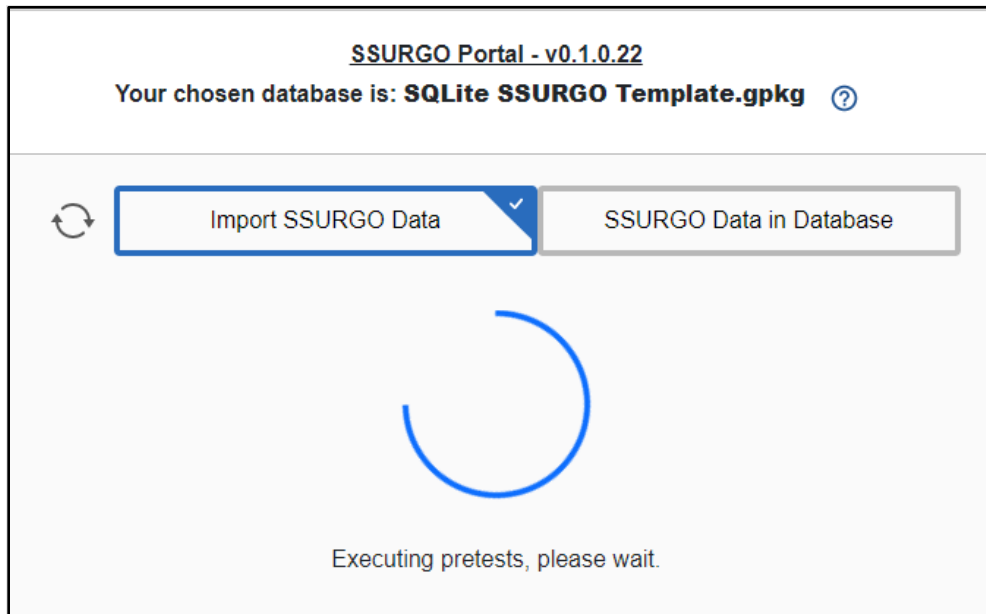 SSURGO Portal - v0.1.0.22
Your chosen database is: SQLite SSURGO Template.gpkg ?
Import SSURGO Data
SSURGO Data in Database
Executing pretests, please wait.